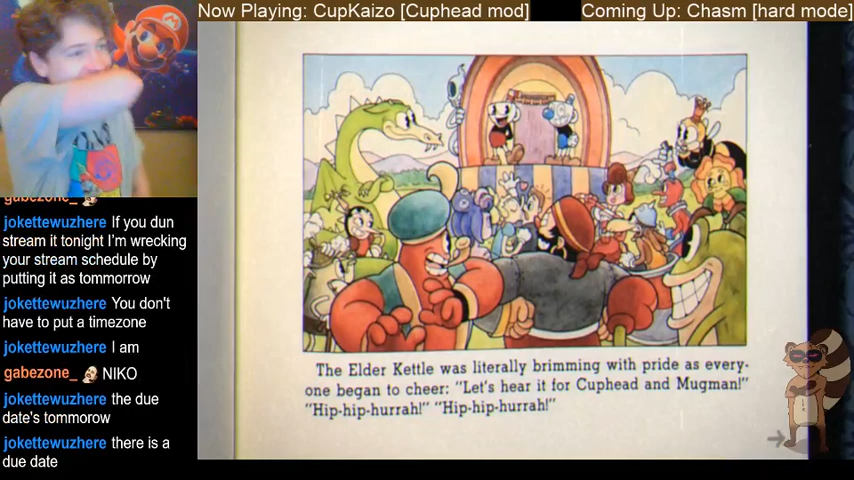 Now Playing: CupKaizo [Cuphead mod]
Coming Up: Chasm [hard mode]
gabezone_
jokettewuzhere If you dun
stream it tonight I'm wrecking
your stream schedule by
putting it as tommorrow
jokettewuzhere You don't
have to put a timezone
jokettewuzhere I am
gabezone_ NIKO
jokettewuzhere the due
date's tommorow
jokettewuzhere there is a
due date
The Elder Kettle was literally brimming with pride as every-
one began to cheer: "Let's hear it for Cuphead and Mugman!"
"Hip-hip-hurrah!" "Hip-hip-hurrah!"